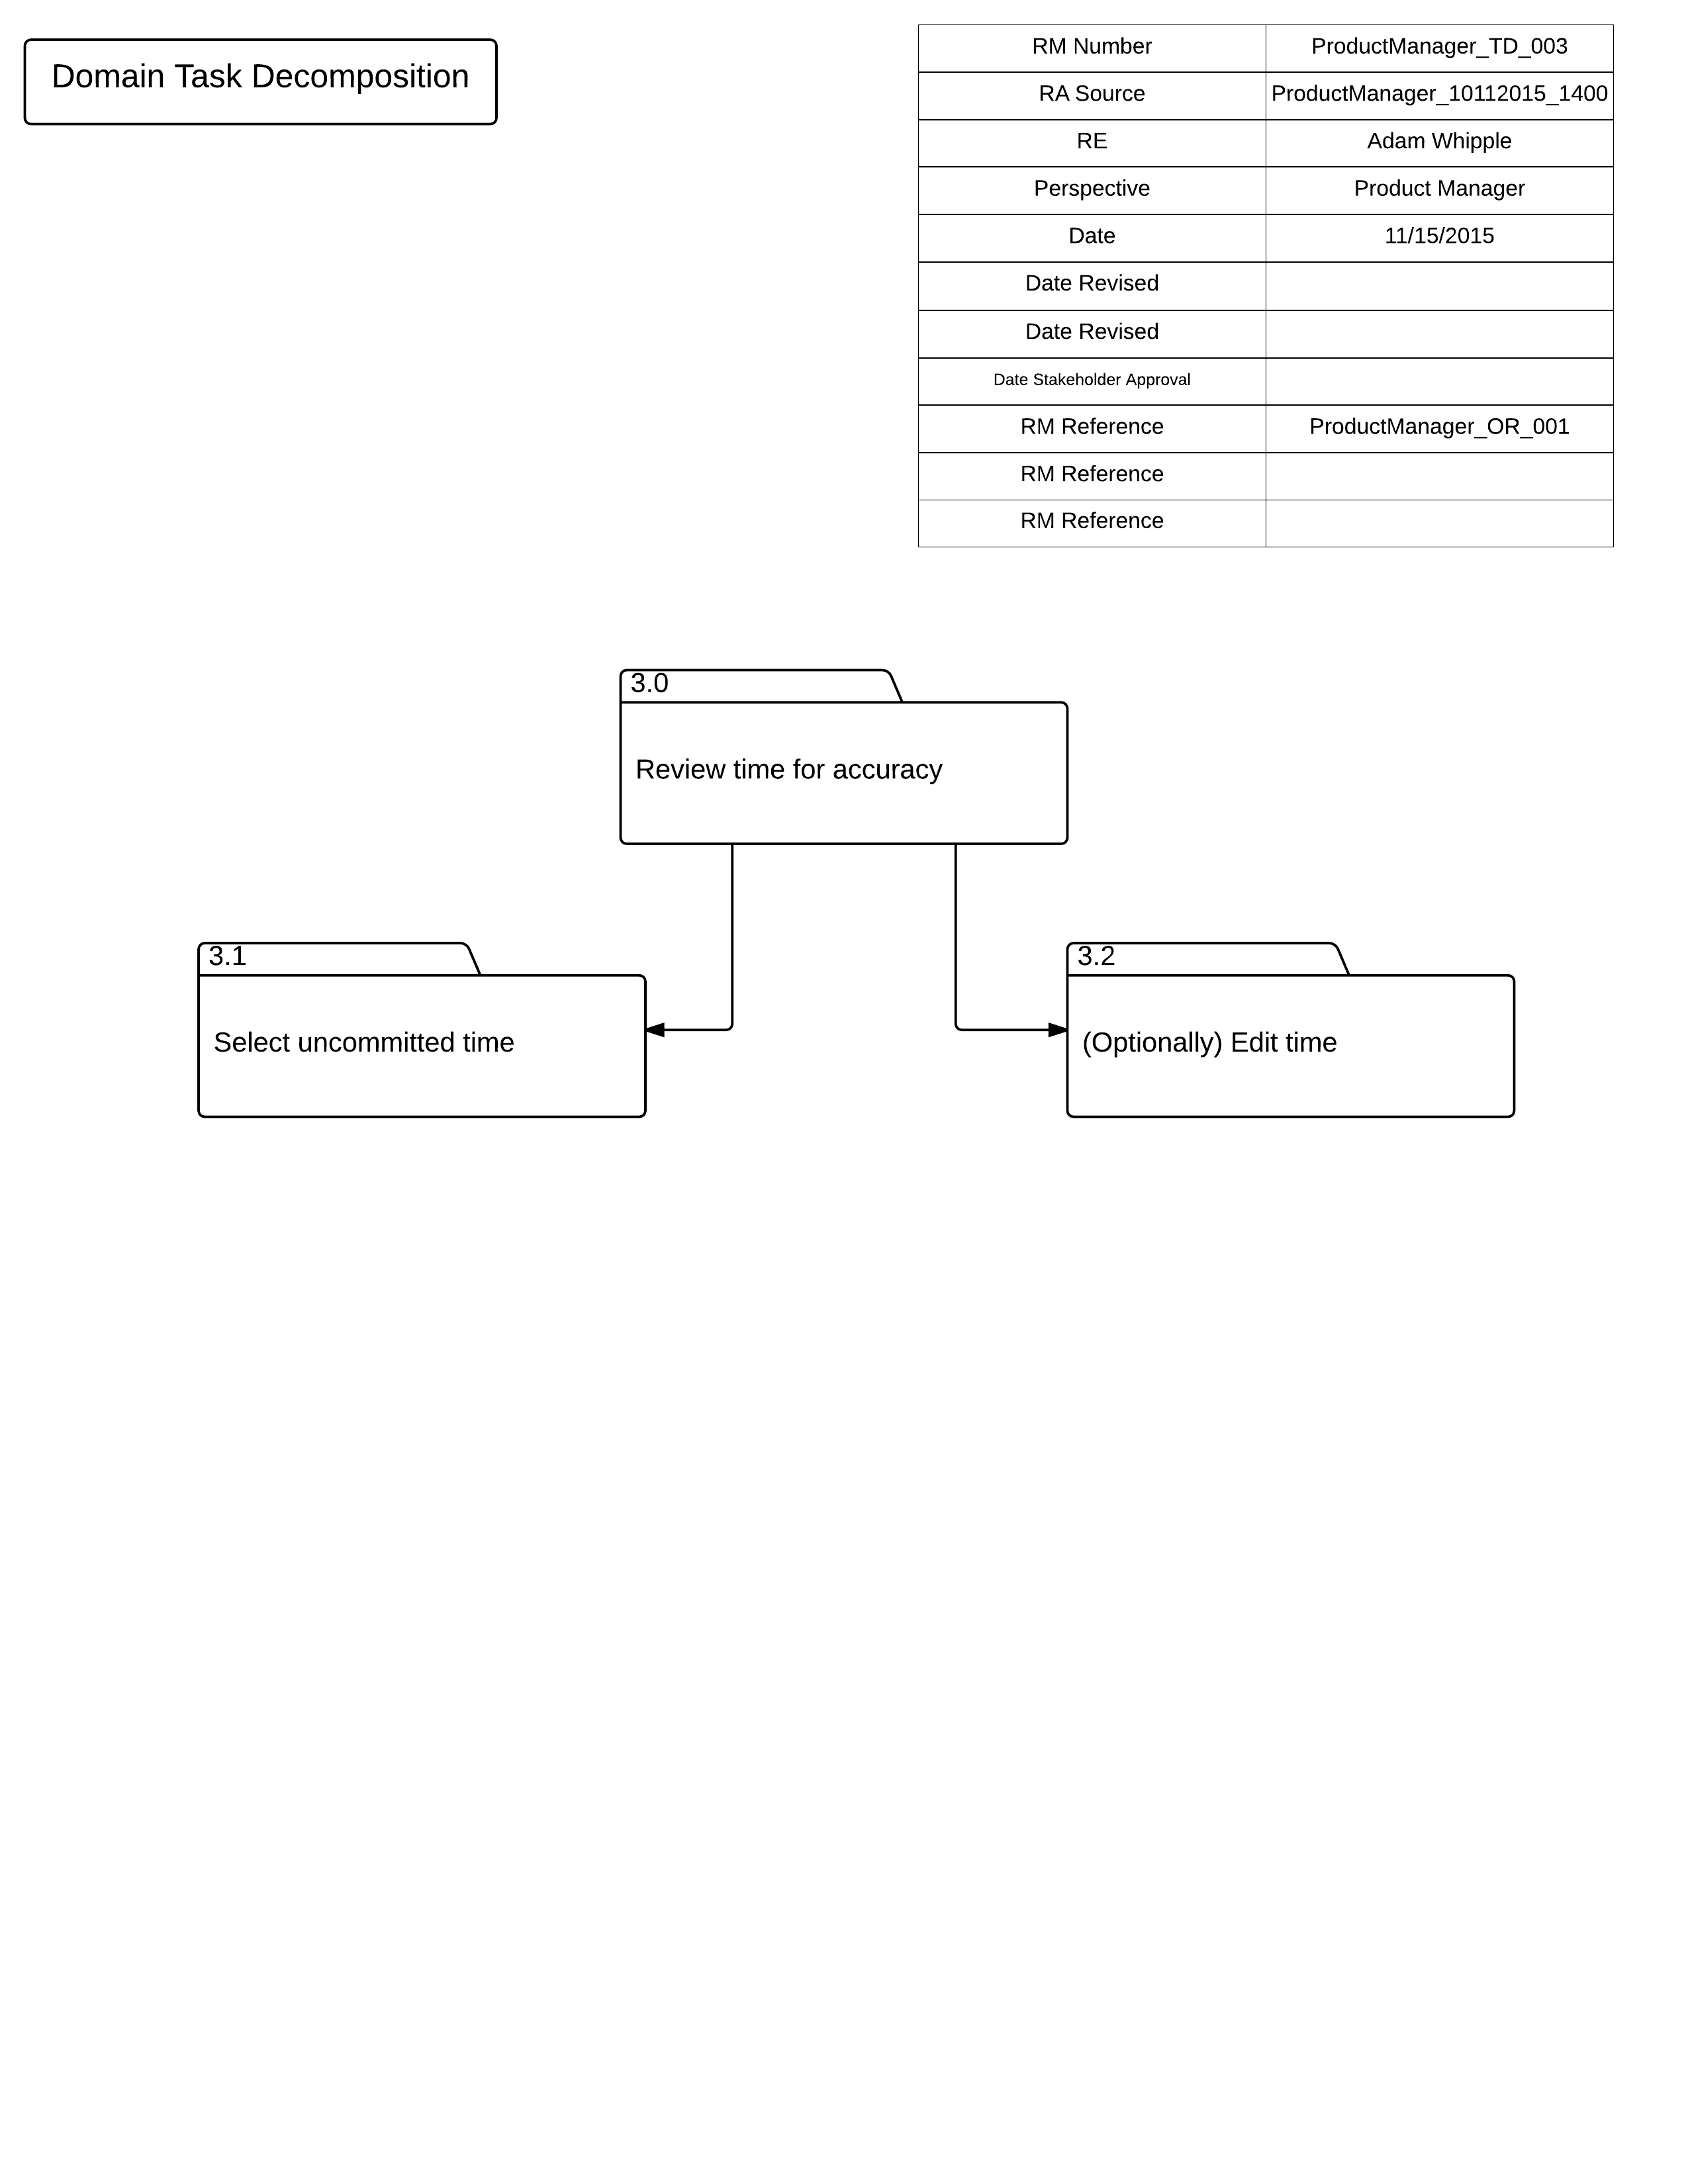 Domain Task Decomposition
RM Number ProductManager_TD_003
RA Source ProductManager_10112015_1400
RE Adam Whipple
Perspective Product Manager
Date 11/15/2015
Date Revised
Date Revised
Date Stakeholder Approval
RM Reference ProductManager_OR_001
RM Reference
RM Reference
3.0
Review time for accuracy
3.1
Select uncommitted time
3.2
(Optionally) Edit time